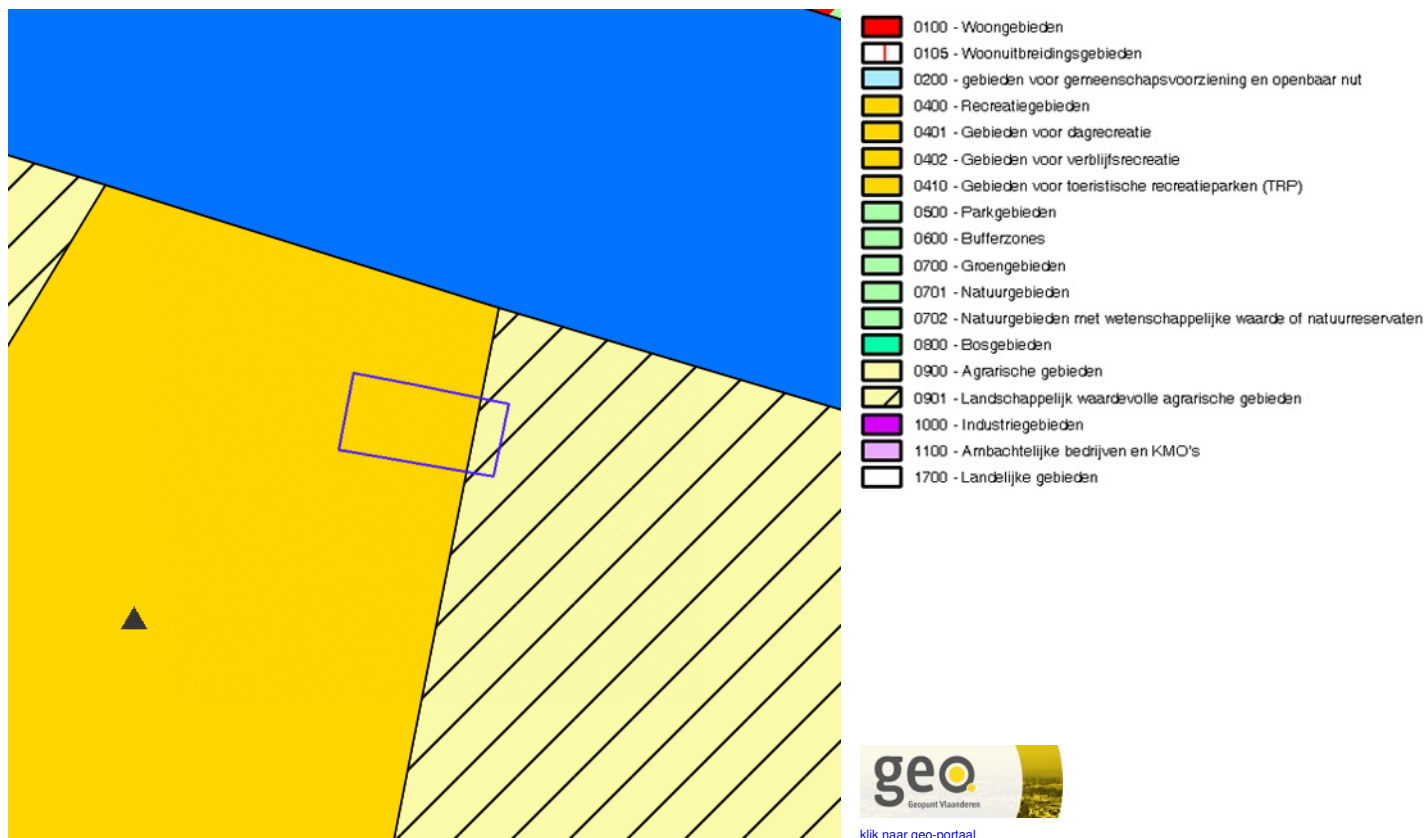 0100 - Woongebieden
0105 - Woonuitbreidingsgebieden
0200 - gebieden voor gemeenschapsvoorziening en openbaar nut
0400 - Recreatiegebieden
0401 - Gebieden voor dagrecreatie
0402 - Gebieden voor verblijfsrecreatie
0410 - Gebieden voor toeristische recreatieparken (TRP)
0500 - Parkgebieden
0600 - Bufferzones
0700 - Groengebieden
0701 - Natuurgebieden
0702 - Natuurgebieden met wetenschappelijke waarde of natuurreservaten
0800 - Bosgebieden
0900 - Agrarische gebieden
0901 - Landschappelijk waardevolle agrarische gebieden
1000 - Industriegebieden
1100 - Ambachtelijke bedrijven en KMO's
1700 - Landelijke gebieden
geo
Geopunt Vlaanderen
klik naar geo-portaal